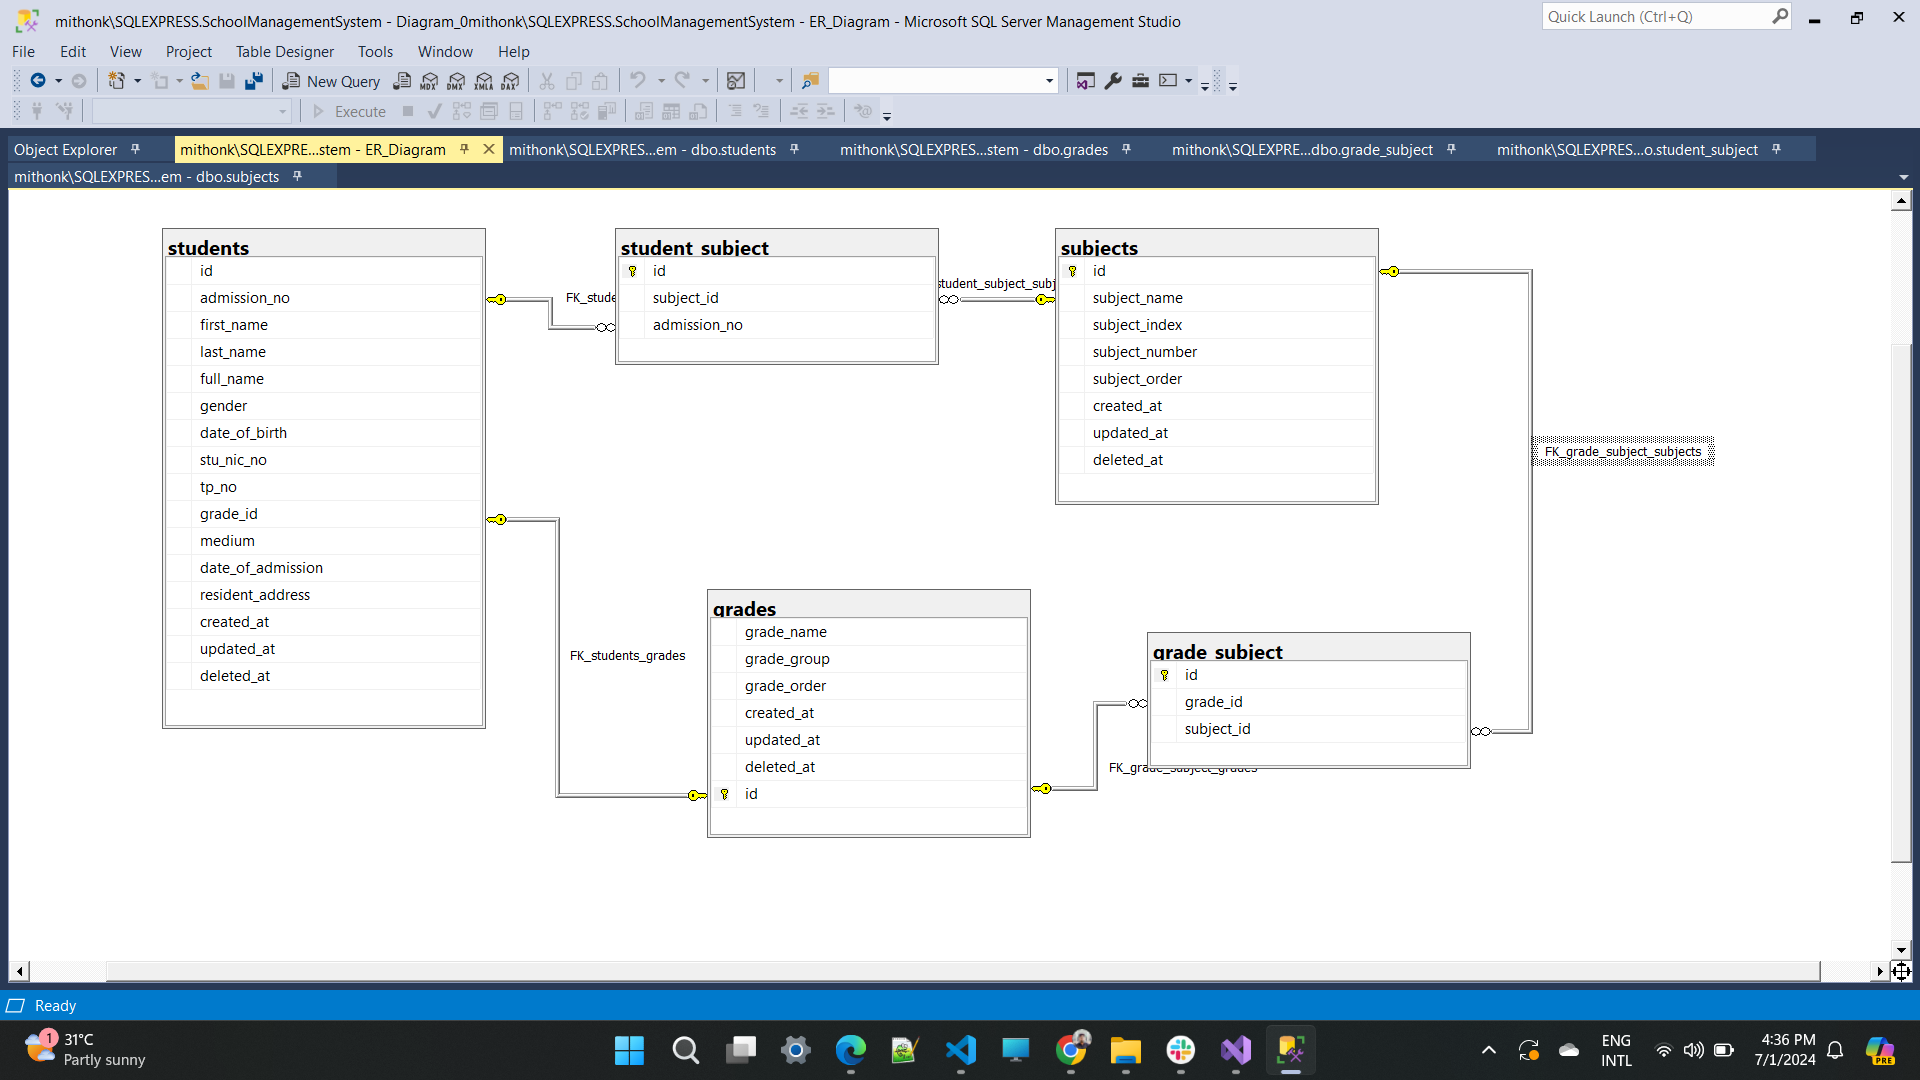 mithonk\SQLEXPRESS.SchoolManagementSystem - Diagram_0mithonk\SQLEXPRESS.SchoolManagementSystem - ER_Diagram - Microsoft SQL Server Management Studio
Quick Launch (Ctrl+Q)
File Edit View Project Table Designer Tools Window Help
New Query MDX DMX XMLA DAX
Execute
Object Explorer
mithonk\SQLEXPRE...stem - ER_Diagram
mithonk\SQLEXPRES...em - dbo.students
mithonk\SQLEXPRES...stem - dbo.grades
mithonk\SQLEXPRE...dbo.grade_subject
mithonk\SQLEXPRES...o.student_subject
mithonk\SQLEXPRES...em - dbo.subjects
students
id
admission_no
first_name
last_name
full_name
gender
date_of_birth
stu_nic_no
tp_no
grade_id
medium
date_of_admission
resident_address
created_at
updated_at
deleted_at
FK_stude
student_subject
id
subject_id
admission_no
student_subject_subj
subjects
id
subject_name
subject_index
subject_number
subject_order
created_at
updated_at
deleted_at
FK_grade_subject_subjects
FK_students_grades
grades
grade_name
grade_group
grade_order
created_at
updated_at
deleted_at
id
grade_subject
id
grade_id
subject_id
FK_grade_subject_grades
Ready
1
31°C
Partly sunny
ENG
INTL
4:36 PM
7/1/2024
PRE